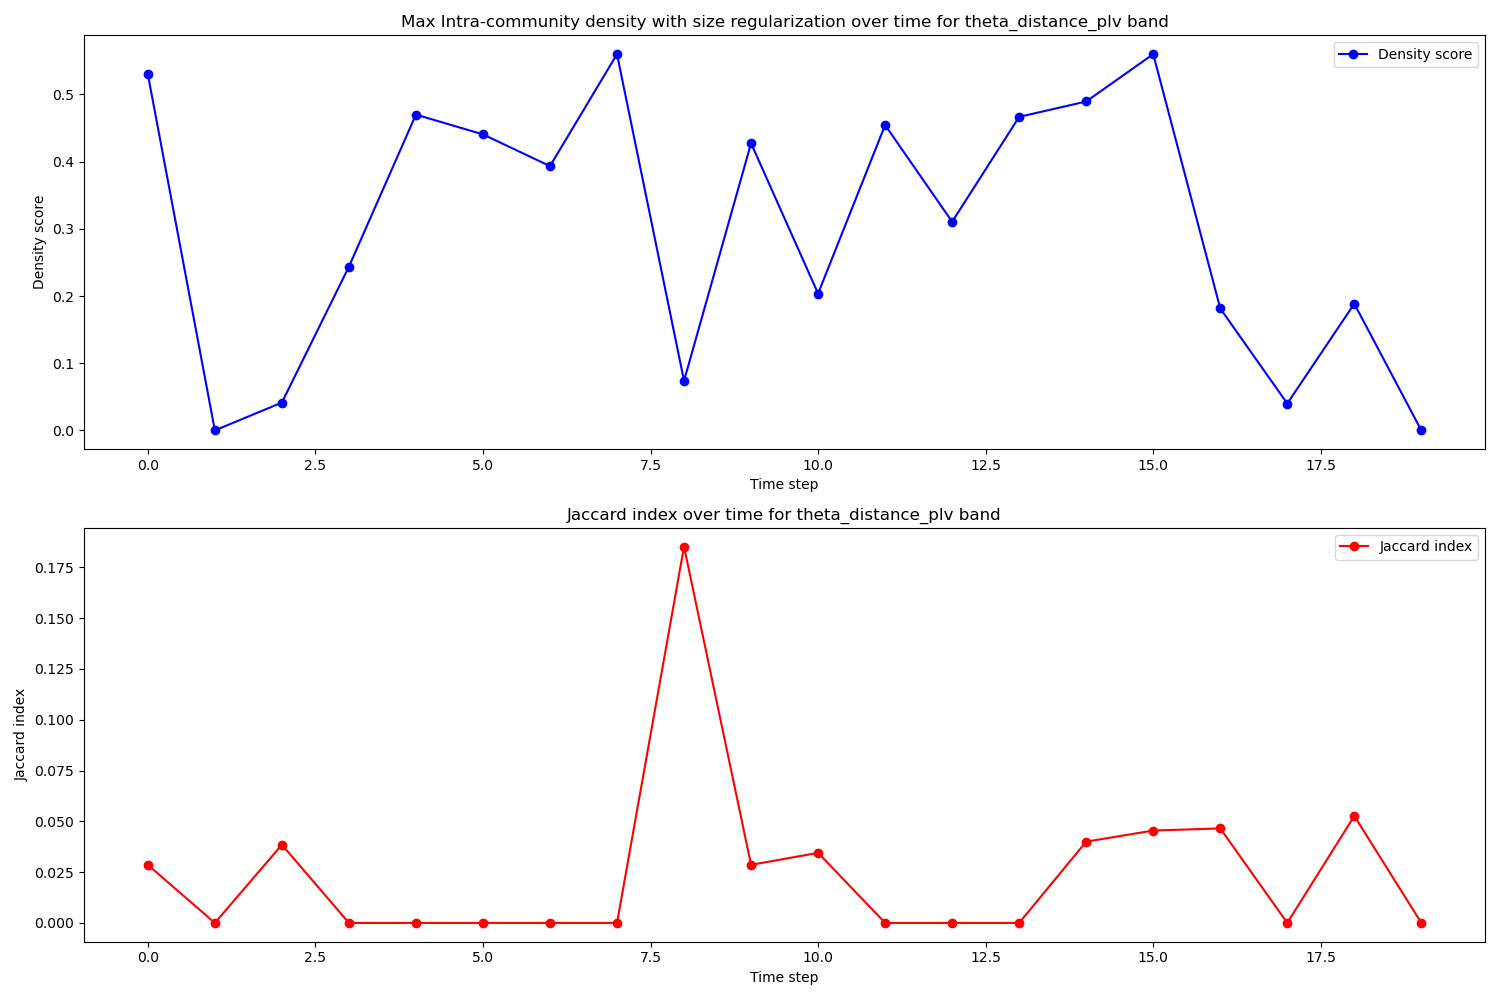 Max Intra-community density with size regularization over time for theta_distance_plv band
Density score
Density score
0.5
0.4
0.3
0.2
0.1
0.0
0.0 2.5 5.0 7.5 10.0 12.5 15.0 17.5
Time step
Jaccard index over time for theta_distance_plv band
Jaccard index
Jaccard index
0.175
0.150
0.125
0.100
0.075
0.050
0.025
0.000
0.0 2.5 5.0 7.5 10.0 12.5 15.0 17.5
Time step